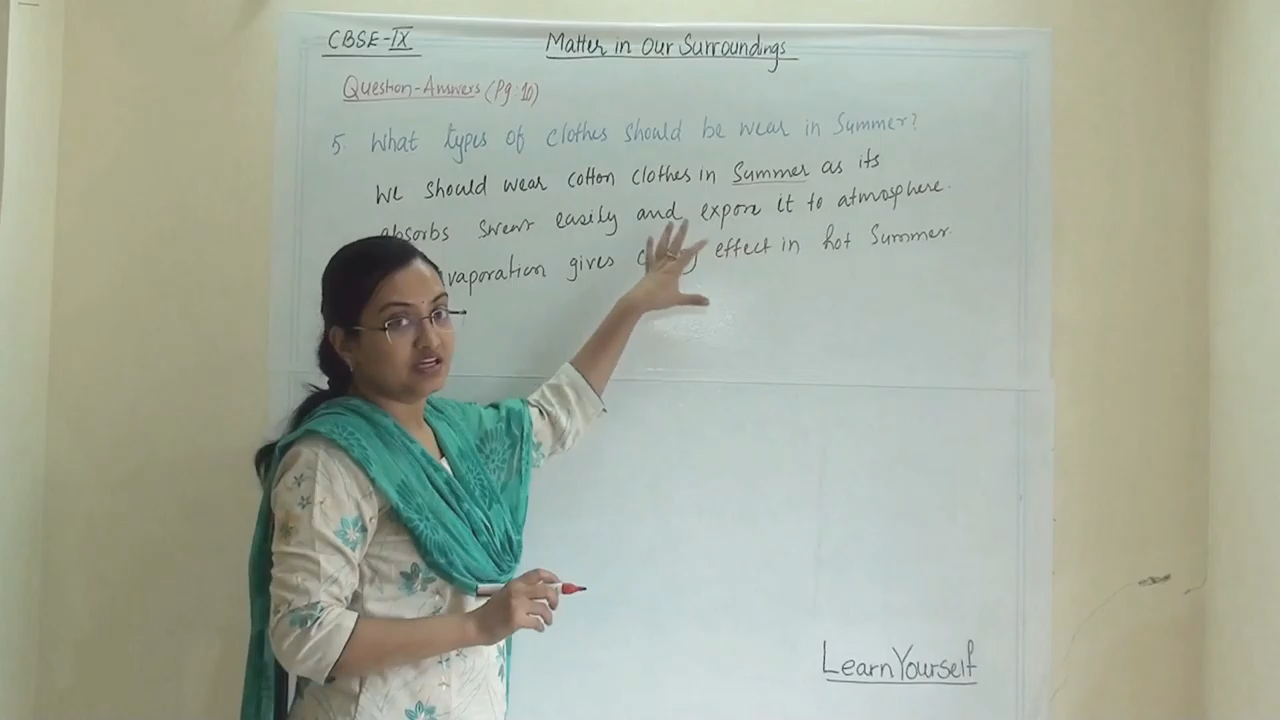 CBSE-IX
Matter in Our Surroundings
Question-Answers (Pg-10)
5. What types of clothes should be wear in Summer?
We should wear cotton clothes in Summer as its
absorbs swear easily and expose it to atmosphere.
evaporation gives effect in hot Summer.
LearnYourself